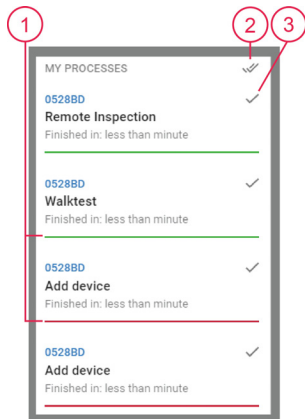 1
2
3
MY PROCESSES
0528BD
Remote Inspection
Finished in: less than minute
0528BD
Walktest
Finished in: less than minute
0528BD
Add device
Finished in: less than minute
0528BD
Add device
Finished in: less than minute